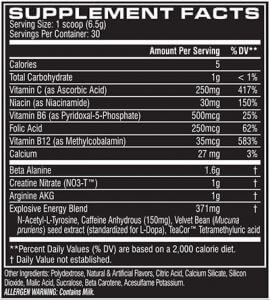 SUPPLEMENT FACTS
Serving Size: 1 scoop (6.5g)
Servings Per Container: 30
Amount Per Serving %DV**
Calories 5
Total Carbohydrate 1g < 1%
Vitamin C (as Ascorbic Acid) 250mg 417%
Niacin (as Niacinamide) 30mg 150%
Vitamin B6 (as Pyridoxal-5-Phosphate) 500mcg 25%
Folic Acid 250mcg 62%
Vitamin B12 (as Methylcobalamin) 35mcg 583%
Calcium 27 mg 3%
Beta Alanine 1.6g †
Creatine Nitrate (NO3-T™) 1g †
Arginine AKG 1g †
Explosive Energy Blend 371mg †
N-Acetyl-L-Tyrosine, Caffeine Anhydrous (150mg), Velvet Bean (Mucuna
pruriens) seed extract (standardized for L-Dopa), TeaCor™ Tetramethyluric acid
**Percent Daily Values (% DV) are based on a 2,000 calorie diet.
† Daily Value not established.
Other Ingredients: Polydextrose, Natural & Artificial Flavors, Citric Acid, Calcium Silicate, Silicon
Dioxide, Malic Acid, Sucralose, Beta Carotene, Acesulfame Potassium.
ALLERGEN WARNING: Contains Milk.